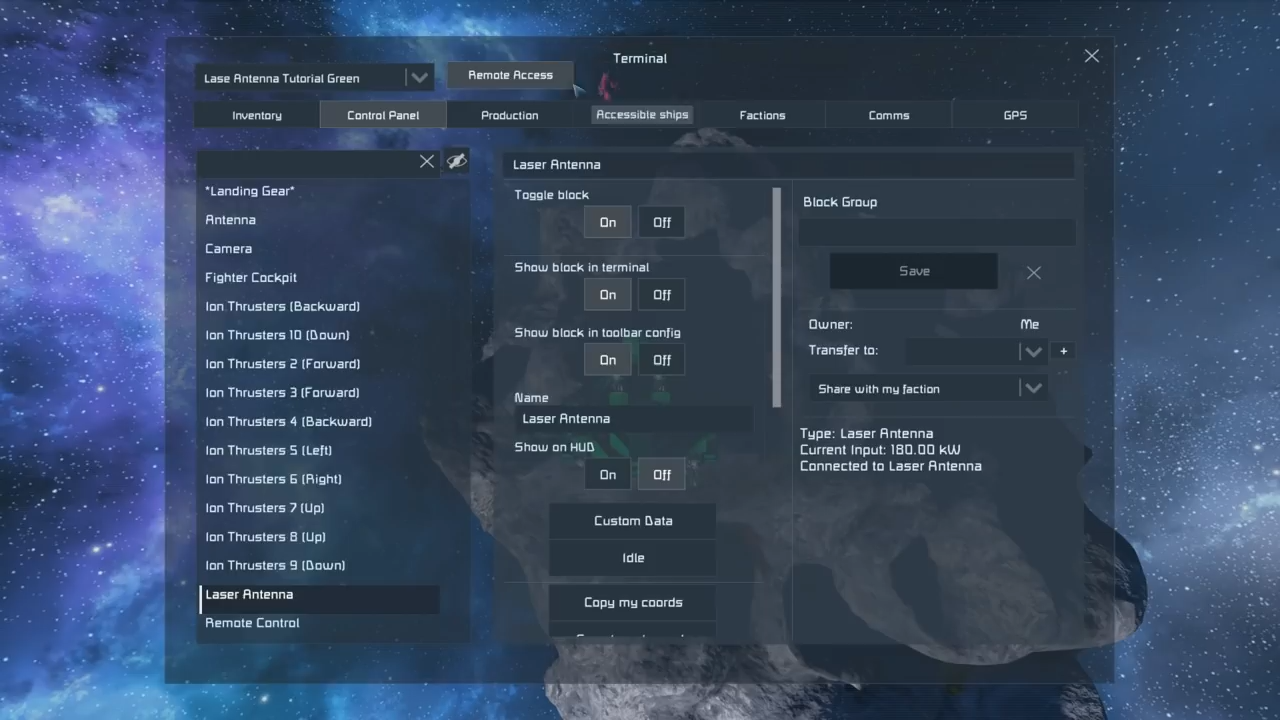 Terminal
Lase Antenna Tutorial Green
Remote Access
Inventory
Control Panel
Production
Accessible ships
Factions
Comms
GPS
*Landing Gear*
Antenna
Camera
Fighter Cockpit
Ion Thrusters (Backward)
Ion Thrusters 10 (Down)
Ion Thrusters 2 (Forward)
Ion Thrusters 3 (Forward)
Ion Thrusters 4 (Backward)
Ion Thrusters 5 (Left)
Ion Thrusters 6 (Right)
Ion Thrusters 7 (Up)
Ion Thrusters 8 (Up)
Ion Thrusters 9 (Down)
Laser Antenna
Remote Control
Laser Antenna
Toggle block
On Off
Show block in terminal
On Off
Show block in toolbar config
On Off
Name
Laser Antenna
Show on HUD
On Off
Custom Data
Idle
Copy my coords
Block Group
Save
Owner: Me
Transfer to: +
Share with my faction
Type: Laser Antenna
Current Input: 180.00 kW
Connected to Laser Antenna